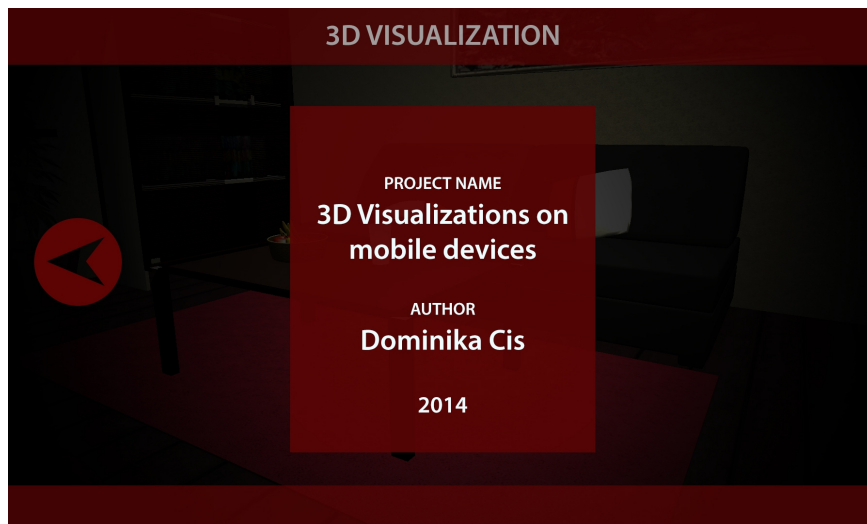 3D VISUALIZATION
PROJECT NAME
3D Visualizations on
mobile devices
AUTHOR
Dominika Cis
2014